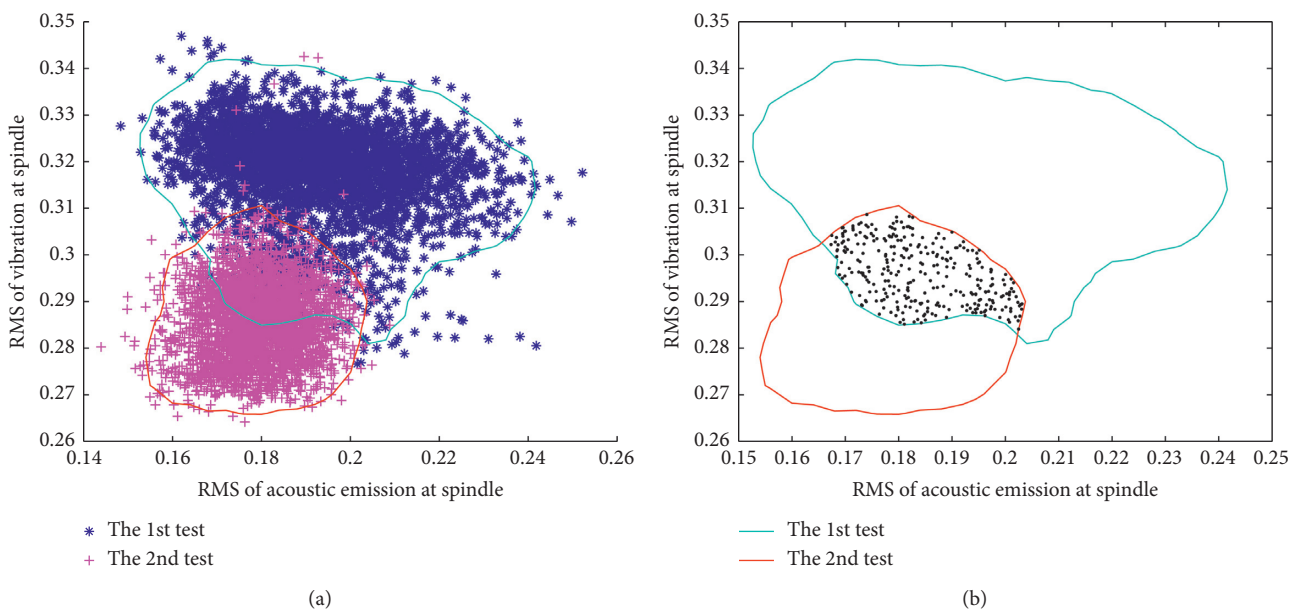 0.35
0.34
0.33
0.32
0.31
0.3
0.29
0.28
0.27
0.26
RMS of vibration at spindle
0.14 0.16 0.18 0.2 0.22 0.24 0.26
RMS of acoustic emission at spindle
The 1st test
The 2nd test
(a)
0.35
0.34
0.33
0.32
0.31
0.3
0.29
0.28
0.27
0.26
RMS of vibration at spindle
0.15 0.16 0.17 0.18 0.19 0.2 0.21 0.22 0.23 0.24 0.25
RMS of acoustic emission at spindle
The 1st test
The 2nd test
(b)